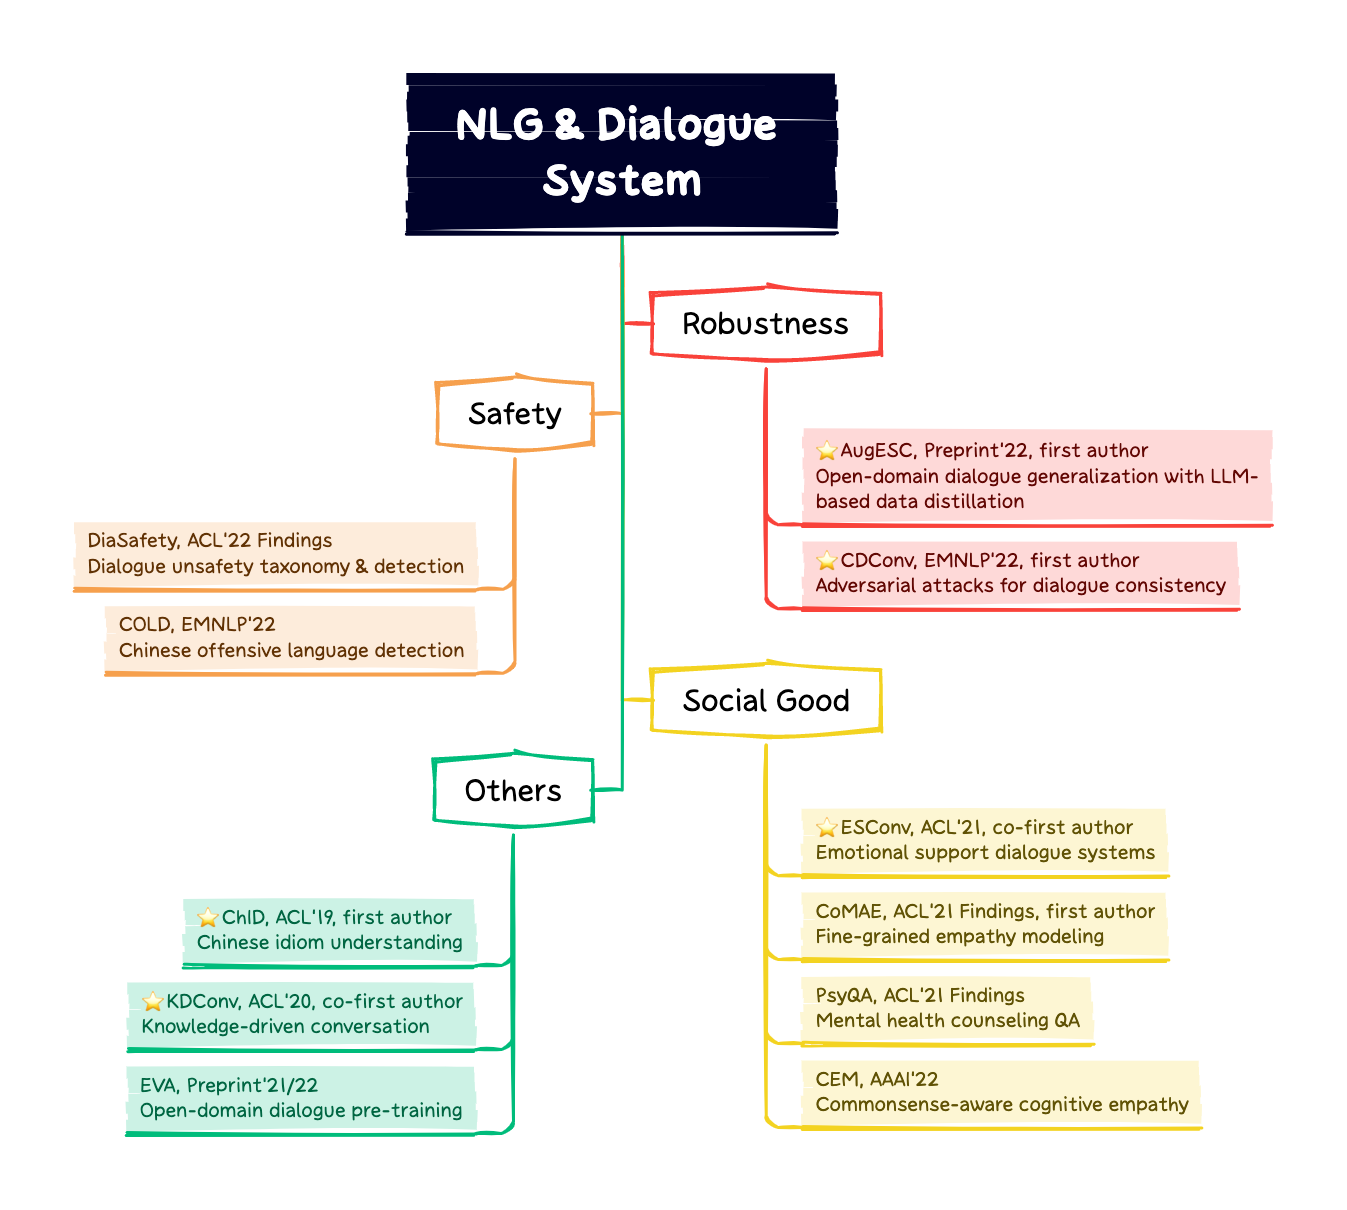 NLG & Dialogue
System
Robustness
⭐AugESC, Preprint'22, first author
Open-domain dialogue generalization with LLM-
based data distillation
⭐CDConv, EMNLP'22, first author
Adversarial attacks for dialogue consistency
Safety
DiaSafety, ACL'22 Findings
Dialogue unsafety taxonomy & detection
COLD, EMNLP'22
Chinese offensive language detection
Social Good
⭐ESConv, ACL'21, co-first author
Emotional support dialogue systems
CoMAE, ACL'21 Findings, first author
Fine-grained empathy modeling
PsyQA, ACL'21 Findings
Mental health counseling QA
CEM, AAAI'22
Commonsense-aware cognitive empathy
Others
⭐ChID, ACL'19, first author
Chinese idiom understanding
⭐KDConv, ACL'20, co-first author
Knowledge-driven conversation
EVA, Preprint'21/22
Open-domain dialogue pre-training